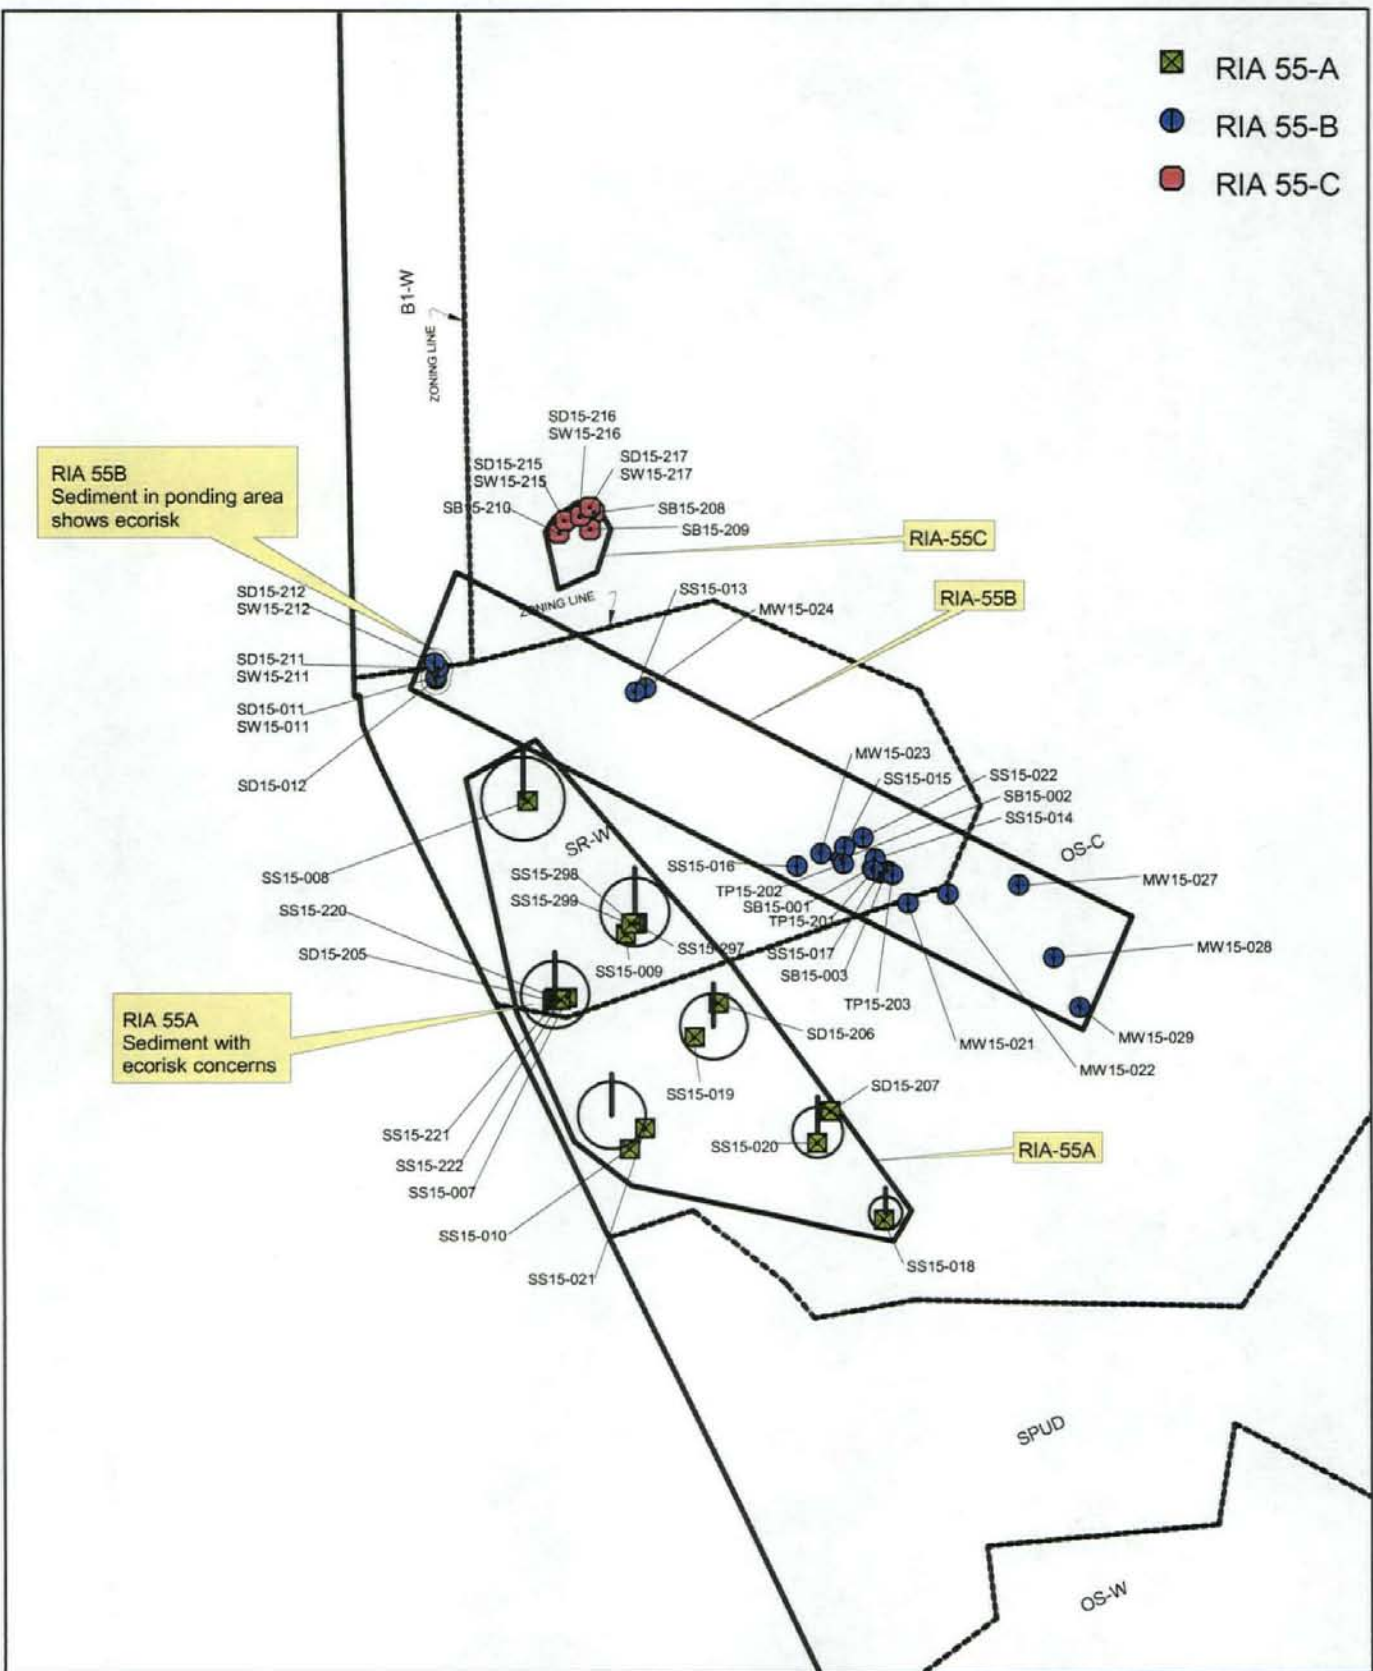 RIA 55-A
RIA 55-B
RIA 55-C
B1-W
ZONING LINE
SD15-216
SW15-216
SD15-215
SW15-215
SD15-217
SW15-217
SB15-210
SB15-208
SB15-209
RIA 55B
Sediment in ponding area
shows ecorisk
RIA-55C
SD15-212
SW15-212
SS15-013
ZONING LINE
MW15-024
RIA-55B
SD15-211
SW15-211
SD15-011
SW15-011
SD15-012
MW15-023
SS15-015
SS15-022
SB15-002
SS15-014
SR-W
OS-C
SS15-008
SS15-298
SS15-016
SS15-299
TP15-202
MW15-027
SS15-220
SB15-001
TP15-201
SD15-205
SS15-297
SS15-017
MW15-028
SS15-009
SB15-003
TP15-203
RIA 55A
Sediment with
ecorisk concerns
SD15-206
MW15-021
MW15-029
MW15-022
SS15-019
SD15-207
SS15-221
SS15-020
RIA-55A
SS15-222
SS15-007
SS15-010
SS15-021
SS15-018
SPUD
OS-W